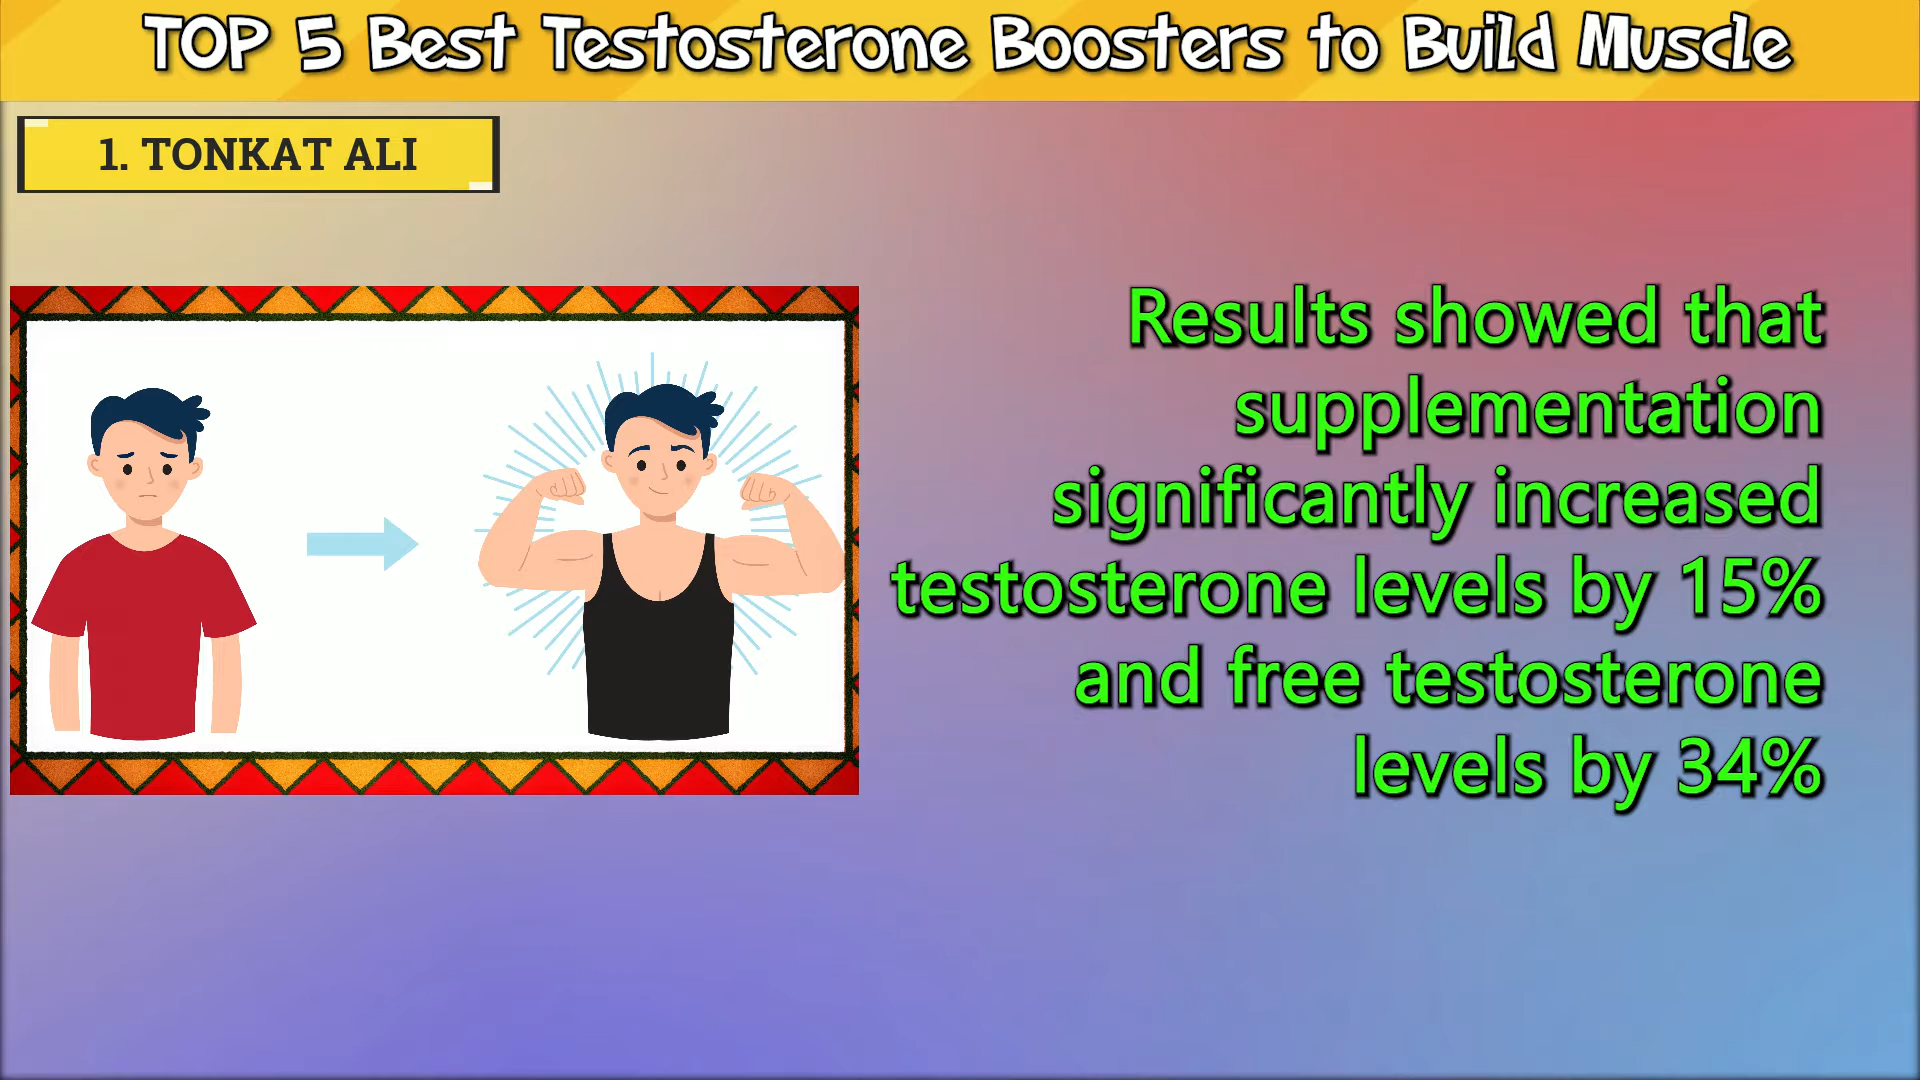 TOP 5 Best Testosterone Boosters to Build Muscle
1. TONKAT ALI
Results showed that
supplementation
significantly increased
testosterone levels by 15%
and free testosterone
levels by 34%